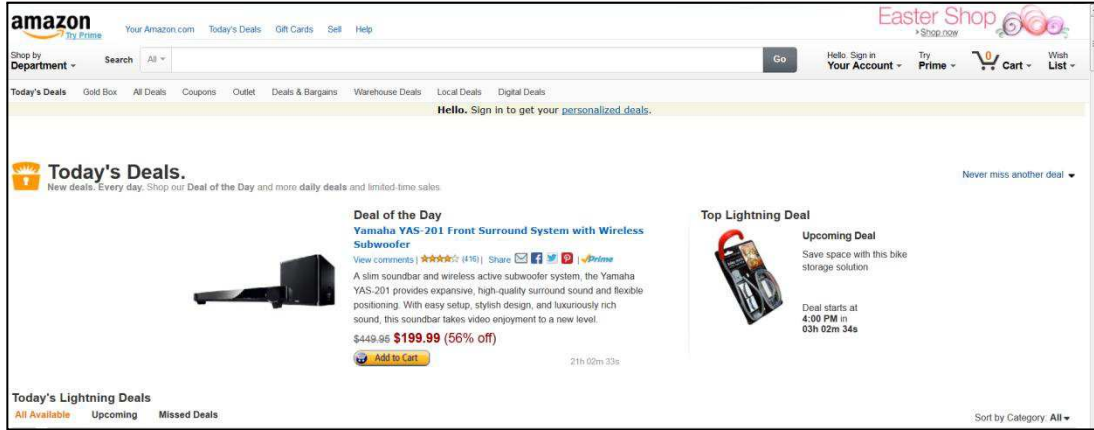 amazon
Try Prime
Your Amazon.com Today's Deals Gift Cards Sell Help
Easter Shop
› Shop now
Shop by
Department
Search All
Go
Hello. Sign in
Your Account
Try
Prime
0
Cart
Wish
List
Today's Deals Gold Box All Deals Coupons Outlet Deals & Bargains Warehouse Deals Local Deals Digital Deals
Hello. Sign in to get your personalized deals.
Today's Deals.
New deals. Every day. Shop our Deal of the Day and more daily deals and limited-time sales.
Never miss another deal
Deal of the Day
Yamaha YAS-201 Front Surround System with Wireless
Subwoofer
View comments | (416) | Share | Prime
A slim soundbar and wireless active subwoofer system, the Yamaha
YAS-201 provides expansive, high-quality surround sound and flexible
positioning. With easy setup, stylish design, and luxuriously rich
sound, this soundbar takes video enjoyment to a new level.
$449.95 $199.99 (56% off)
Add to Cart
21h 02m 33s
Top Lightning Deal
Upcoming Deal
Save space with this bike
storage solution
Deal starts at
4:00 PM in
03h 02m 34s
Today's Lightning Deals
All Available Upcoming Missed Deals
Sort by Category: All